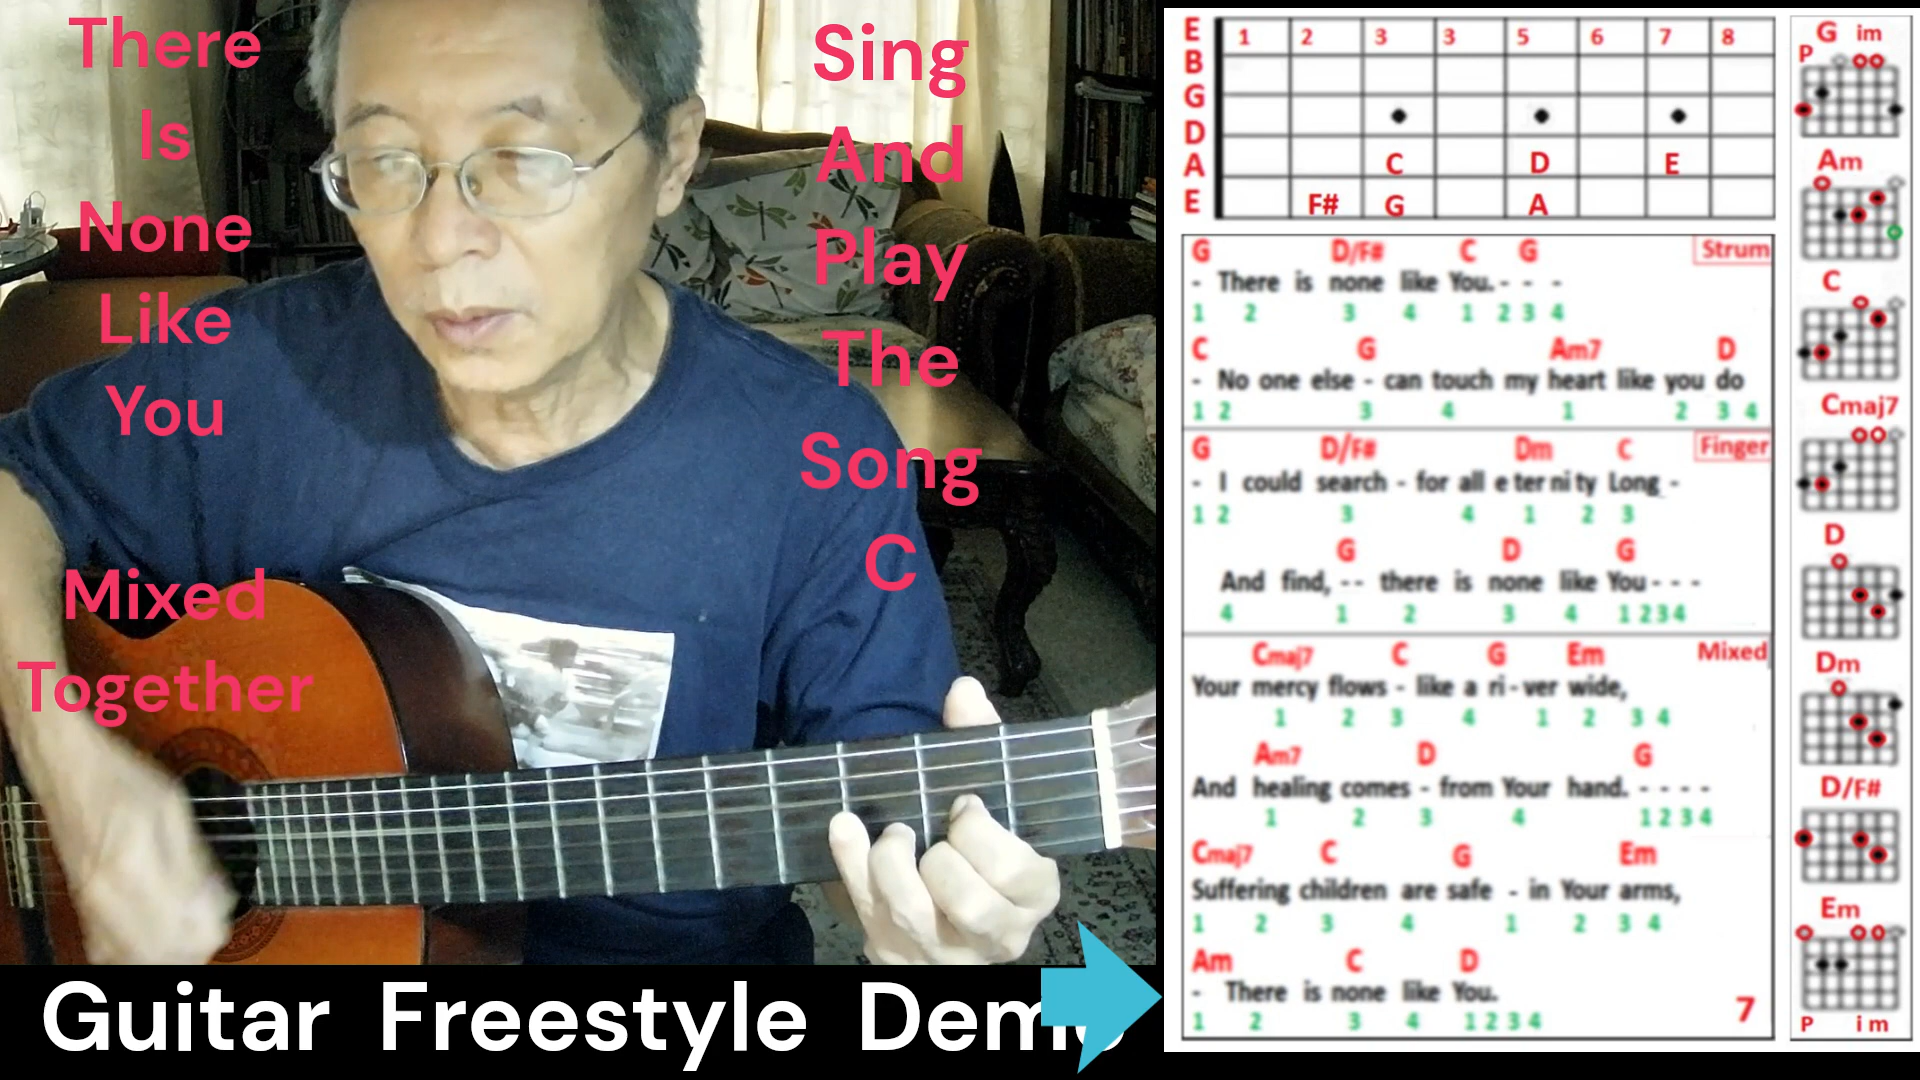 There
Is
None
Like
You
Mixed
Together
Sing
And
Play
The
Song
C
Guitar Freestyle Demo
E
B
G
D
A
E
1 2 3 3 5 6 7 8
C D E
F# G A
G D/F# C G Strum
- There is none like You. - - -
1 2 3 4 1 2 3 4
C G Am7 D
- No one else - can touch my heart like you do
1 2 3 4 1 2 3 4
G D/F# Dm C Finger
- I could search - for all e ter ni ty Long -
1 2 3 4 1 2 3
G D G
And find, - - there is none like You - - -
4 1 2 3 4 1 2 3 4
Cmaj7 C G Em Mixed
Your mercy flows - like a ri - ver wide,
1 2 3 4 1 2 3 4
Am7 D G
And healing comes - from Your hand. - - - -
1 2 3 4 1 2 3 4
Cmaj7 C G Em
Suffering children are safe - in Your arms,
1 2 3 4 1 2 3 4
Am C D
- There is none like You.
1 2 3 4 1 2 3 4
7
G im
P
Am
C
Cmaj7
D
Dm
D/F#
Em
P i m